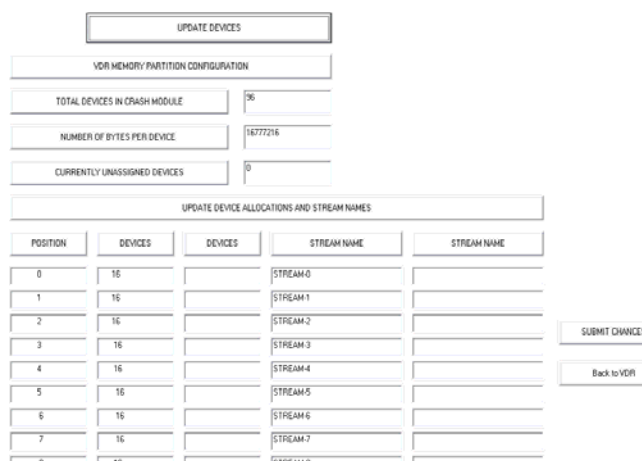 UPDATE DEVICES
VDR MEMORY PARTITION CONFIGURATION
TOTAL DEVICES IN CRASH MODULE 96
NUMBER OF BYTES PER DEVICE 16777216
CURRENTLY UNASSIGNED DEVICES 0
UPDATE DEVICE ALLOCATIONS AND STREAM NAMES
POSITION DEVICES DEVICES STREAM NAME STREAM NAME
0 16 STREAM-0
1 16 STREAM-1
2 16 STREAM-2
SUBMIT CHANGES
3 16 STREAM-3
4 16 STREAM-4
Back to VDR
5 16 STREAM-5
6 16 STREAM-6
7 16 STREAM-7